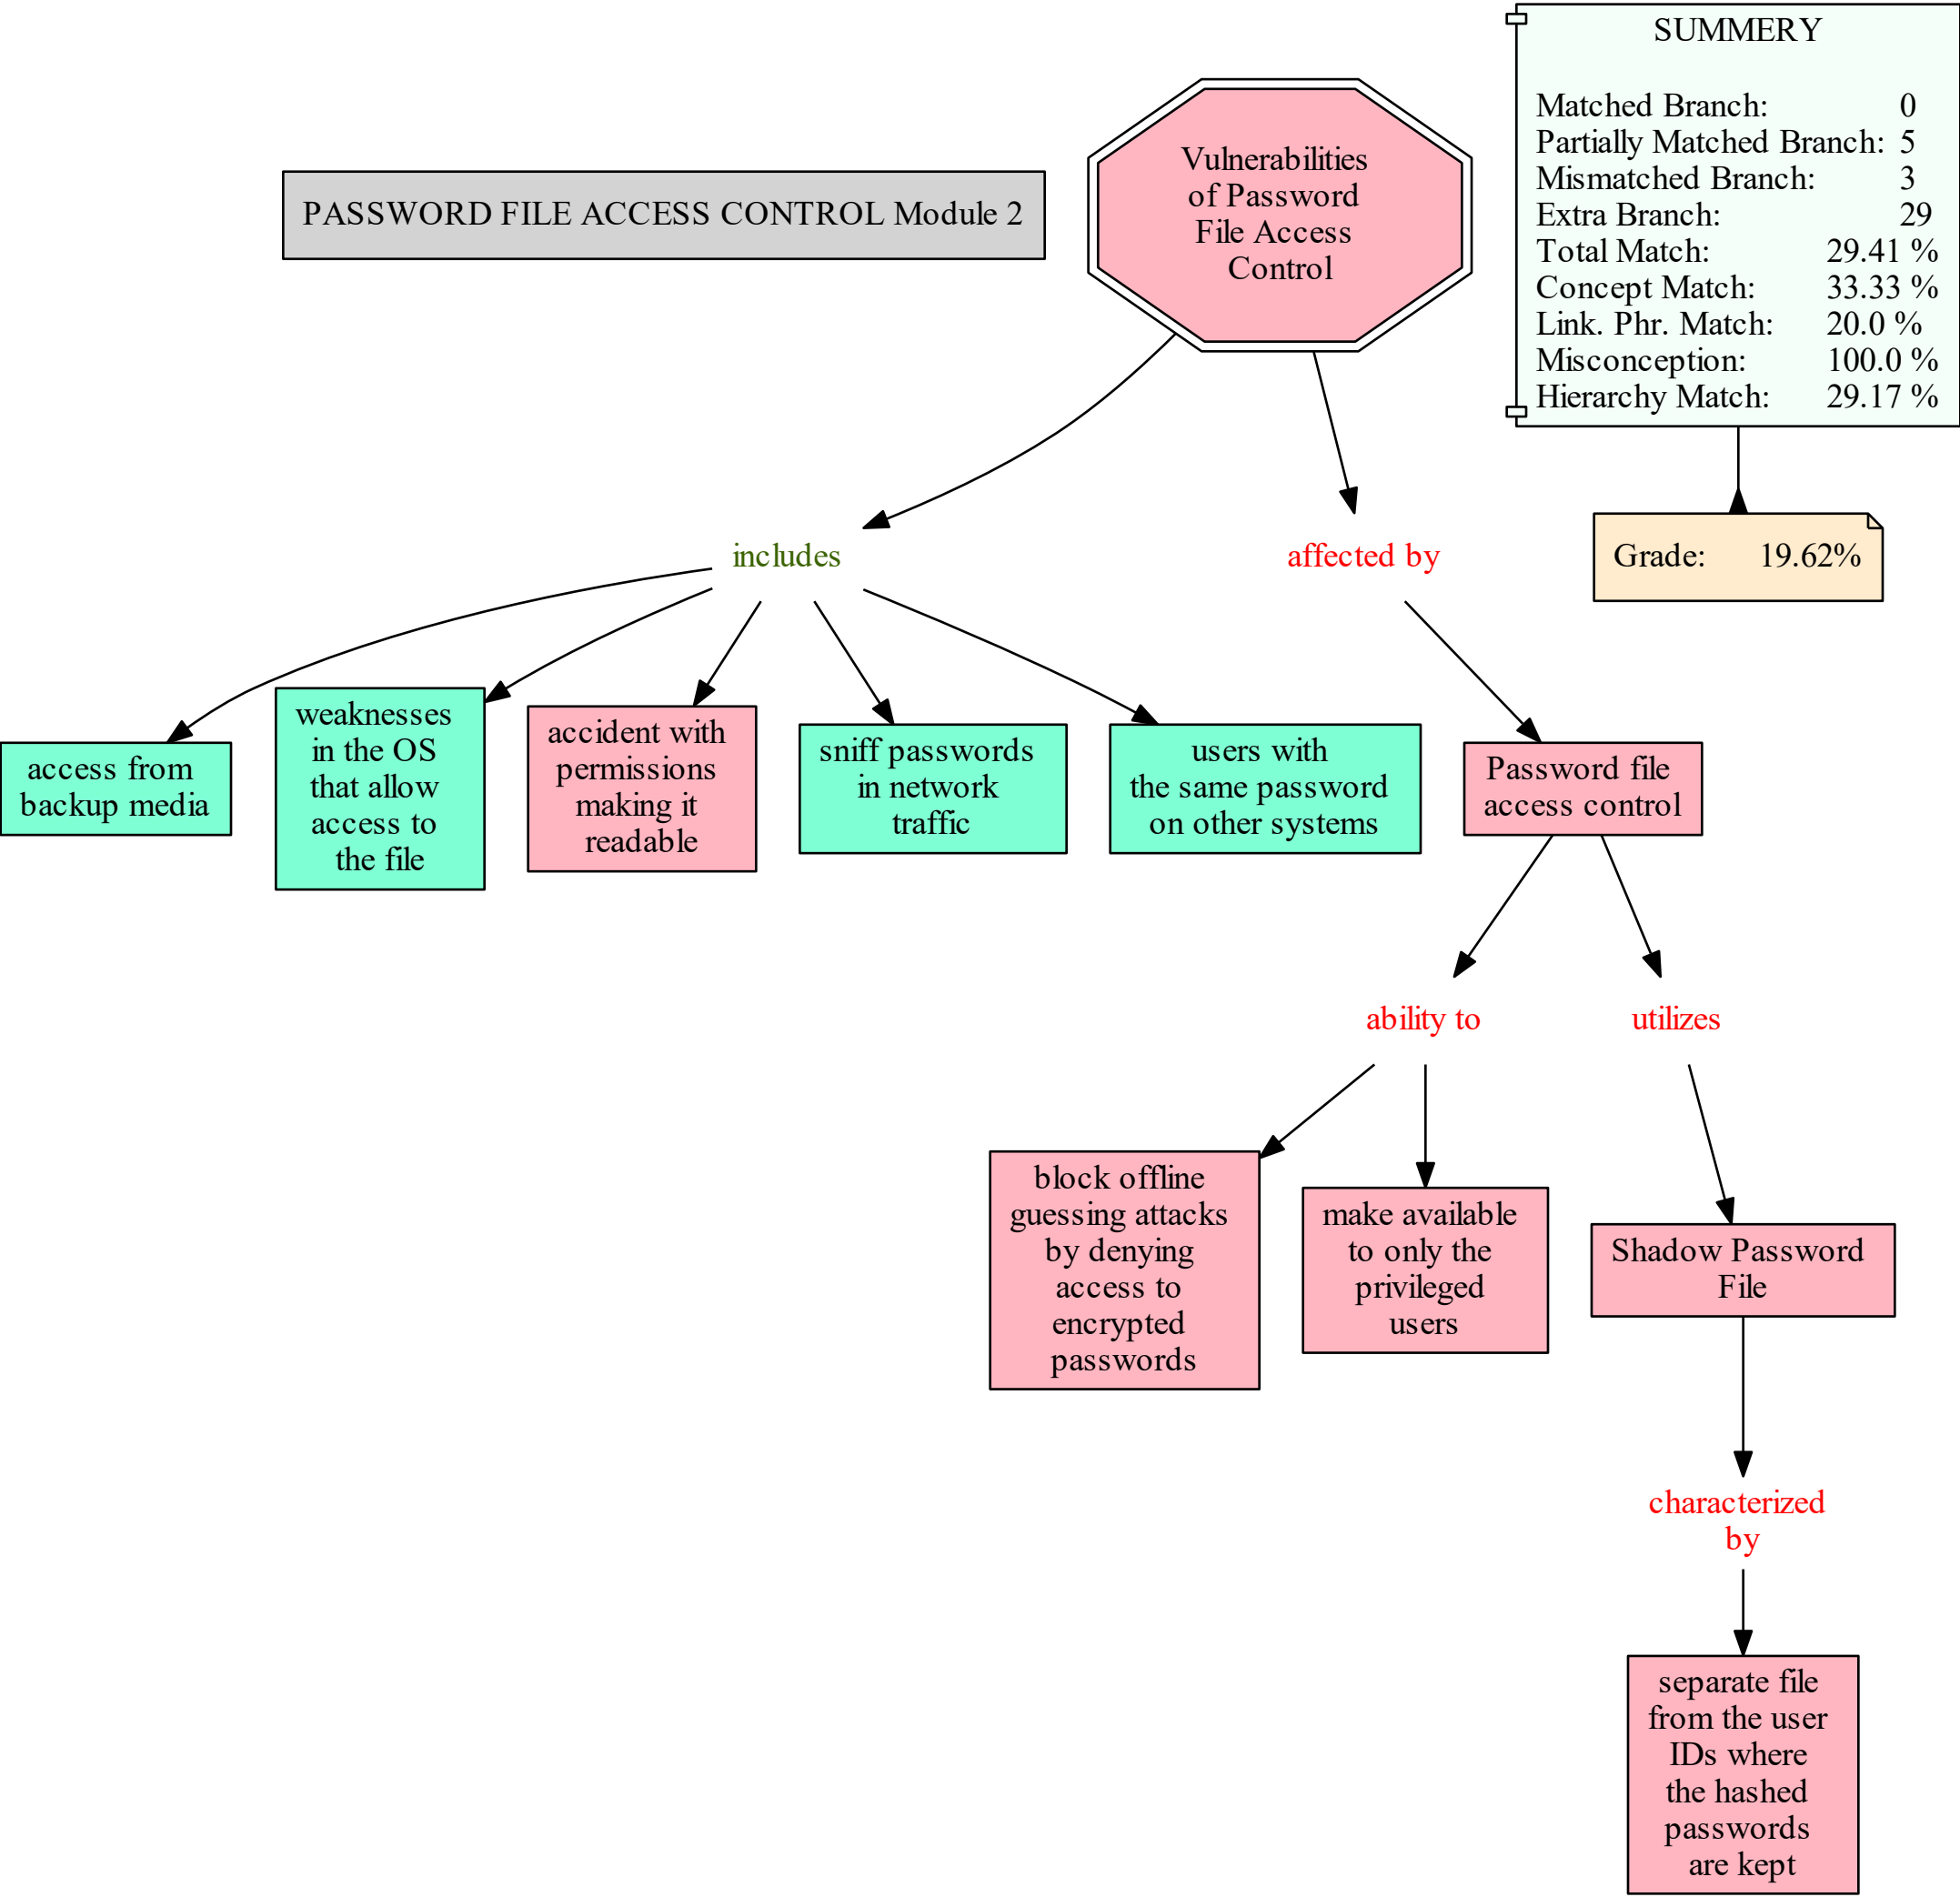 SUMMERY
Matched Branch: 0
Partially Matched Branch: 5
Mismatched Branch: 3
Extra Branch: 29
Total Match: 29.41 %
Concept Match: 33.33 %
Link. Phr. Match: 20.0 %
Misconception: 100.0 %
Hierarchy Match: 29.17 %
PASSWORD FILE ACCESS CONTROL Module 2
Vulnerabilities
of Password
File Access
Control
includes
affected by
Grade: 19.62%
access from
backup media
weaknesses
in the OS
that allow
access to
the file
accident with
permissions
making it
readable
sniff passwords
in network
traffic
users with
the same password
on other systems
Password file
access control
ability to
utilizes
block offline
guessing attacks
by denying
access to
encrypted
passwords
make available
to only the
privileged
users
Shadow Password
File
characterized
by
separate file
from the user
IDs where
the hashed
passwords
are kept